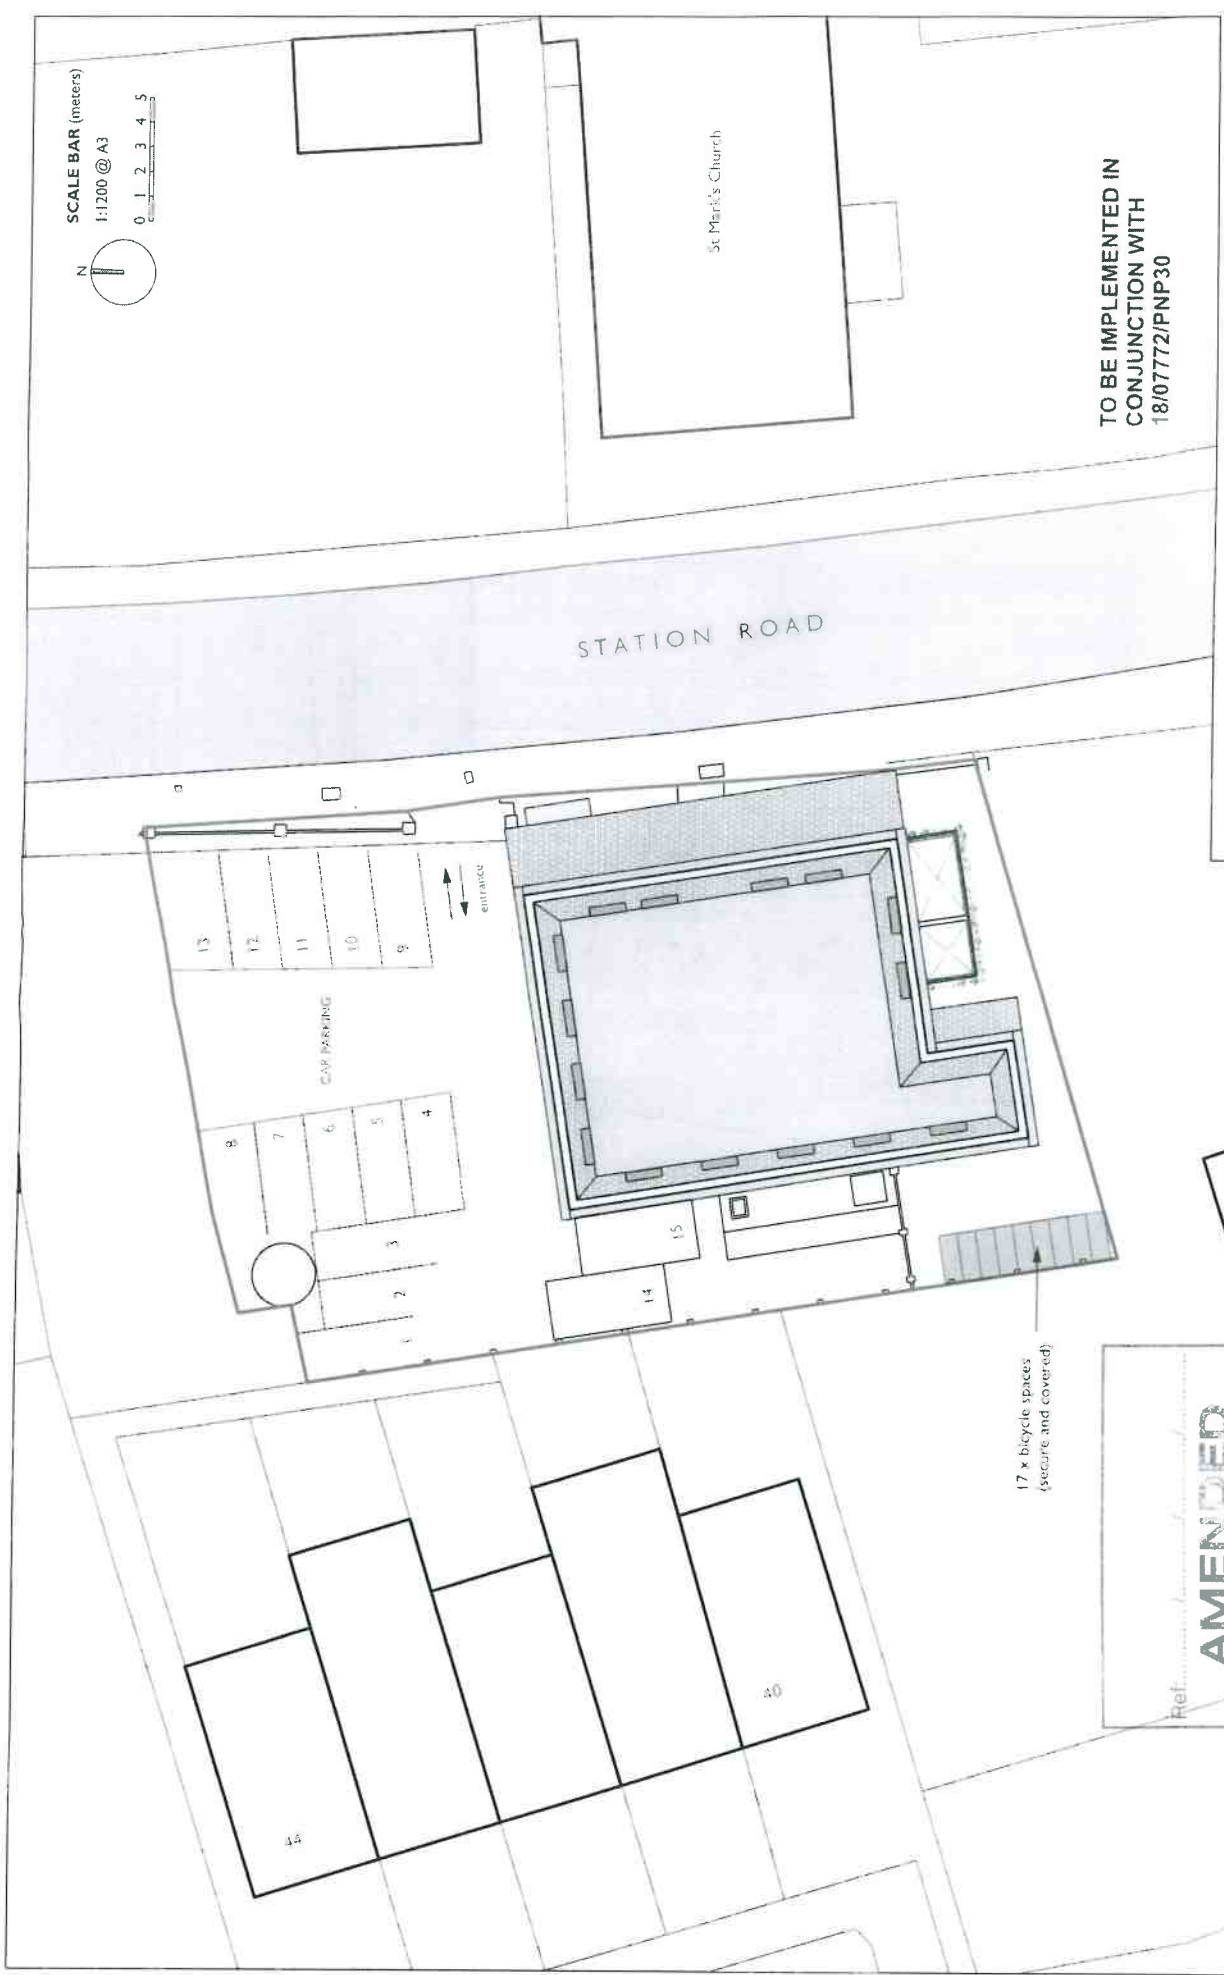 SCALE BAR (meters)
1:1200 @ A3
0 1 2 3 4 5
N
St Mark's Church
TO BE IMPLEMENTED IN
CONJUNCTION WITH
18/07772/PNP30
STATION ROAD
13
12
11
10
9
entrance
CAR PARKING
8
7
6
5
4
3
2
1
15
14
17 x bicycle spaces
(secure and covered)
44
40
Ref:
AMENDED